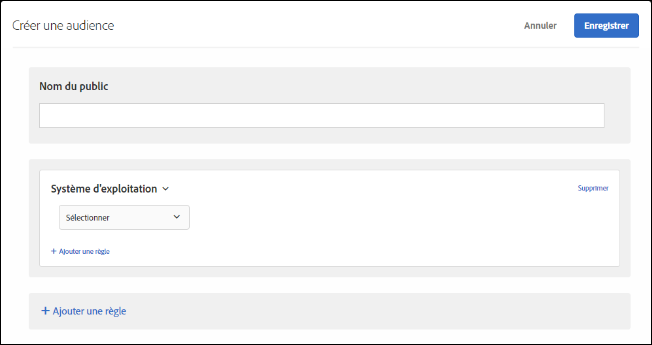 Créer une audience
Annuler
Enregistrer
Nom du public
Système d'exploitation
Supprimer
Sélectionner
+ Ajouter une règle
+ Ajouter une règle